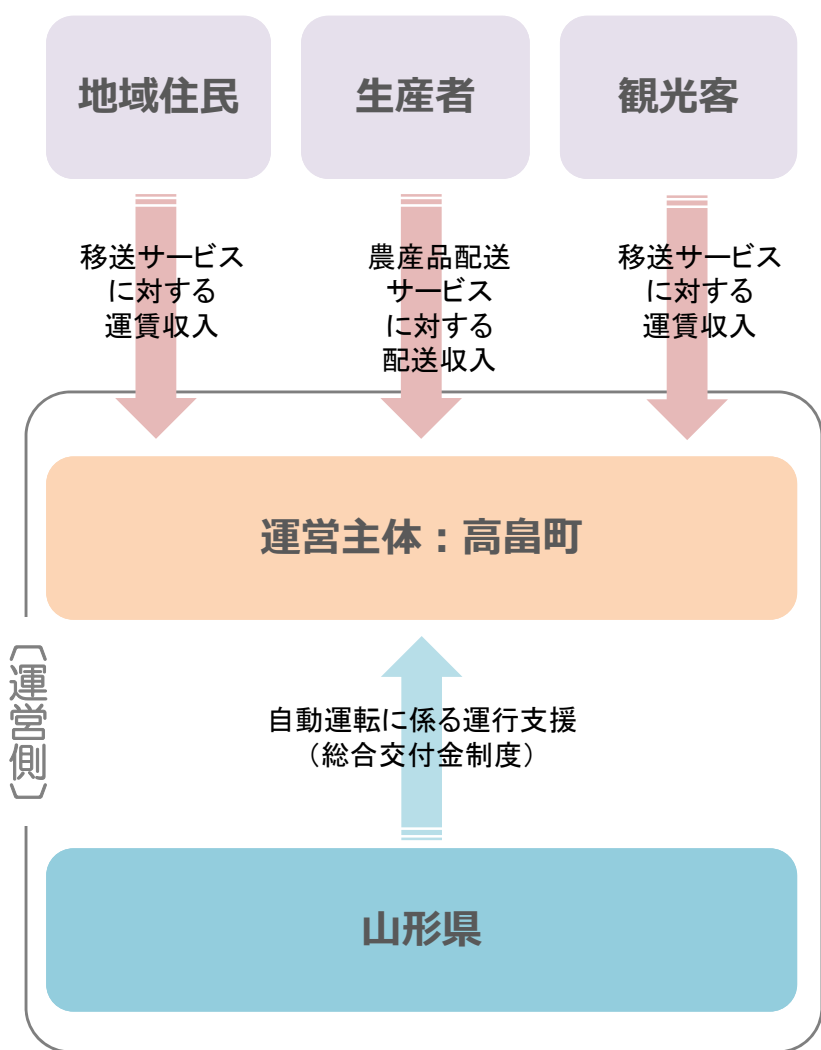 地域住民
生産者
観光客
移送サービス
に対する
運賃収入
農産品配送
サービス
に対する
配送収入
移送サービス
に対する
運賃収入
運営主体：高畠町
〔運営側〕
自動運転に係る運行支援
（総合交付金制度）
山形県